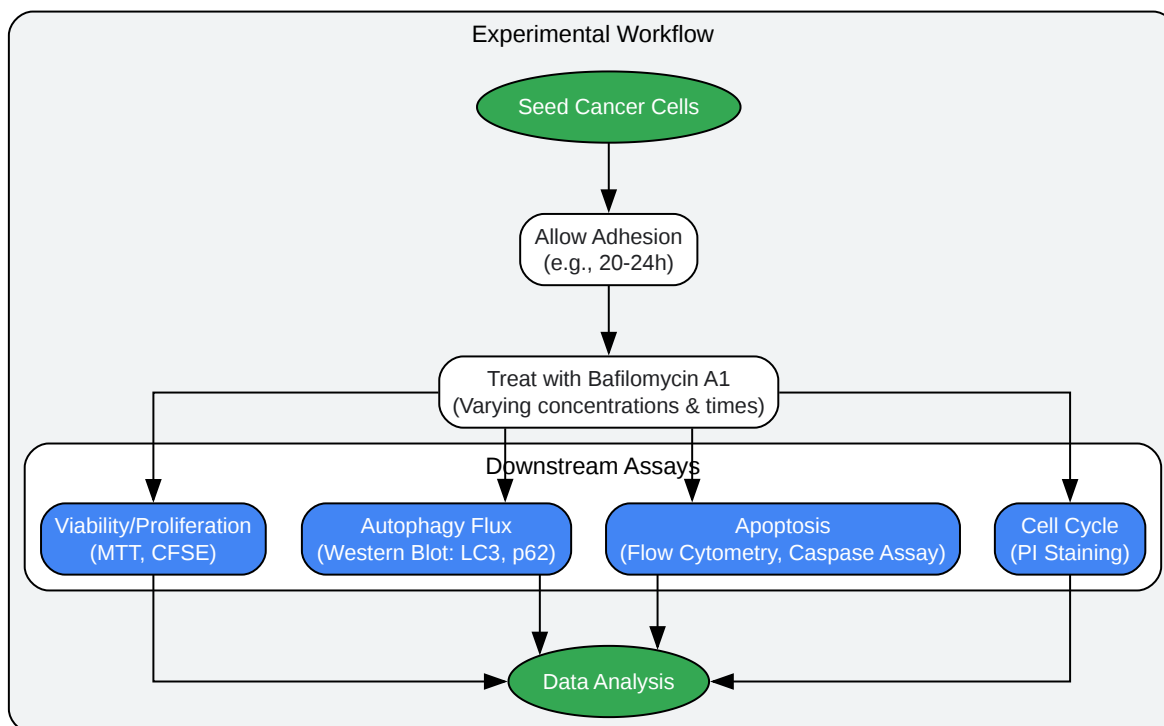 Experimental Workflow
Seed Cancer Cells
Allow Adhesion
(e.g., 20-24h)
Treat with Bafilomycin A1
(Varying concentrations & times)
Downstream Assays
Viability/Proliferation
(MTT, CFSE)
Autophagy Flux
(Western Blot: LC3, p62)
Apoptosis
(Flow Cytometry, Caspase Assay)
Cell Cycle
(PI Staining)
Data Analysis